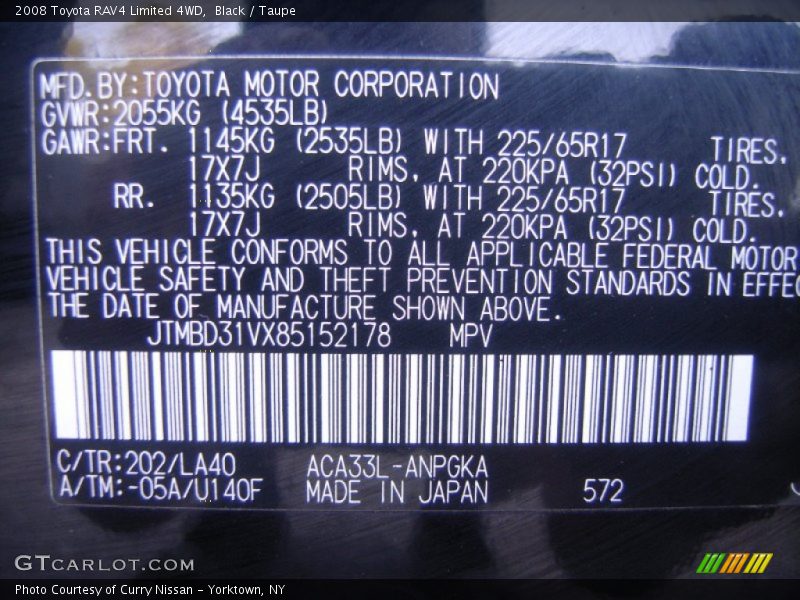 2008 Toyota RAV4 Limited 4WD, Black / Taupe
MFD.BY:TOYOTA MOTOR CORPORATION
GVWR:2055KG (4535LB)
GAWR:FRT. 1145KG (2535LB) WITH 225/65R17 TIRES.
17X7J RIMS, AT 220KPA (32PSI) COLD.
RR. 1135KG (2505LB) WITH 225/65R17 TIRES.
17X7J RIMS, AT 220KPA (32PSI) COLD.
THIS VEHICLE CONFORMS TO ALL APPLICABLE FEDERAL MOTOR
VEHICLE SAFETY AND THEFT PREVENTION STANDARDS IN EFFEC
THE DATE OF MANUFACTURE SHOWN ABOVE.
JTMBD31VX85152178 MPV
C/TR:202/LA40 ACA33L-ANPGKA
A/TM:-05A/U140F MADE IN JAPAN 572
GTCARLOT.COM
Photo Courtesy of Curry Nissan - Yorktown, NY